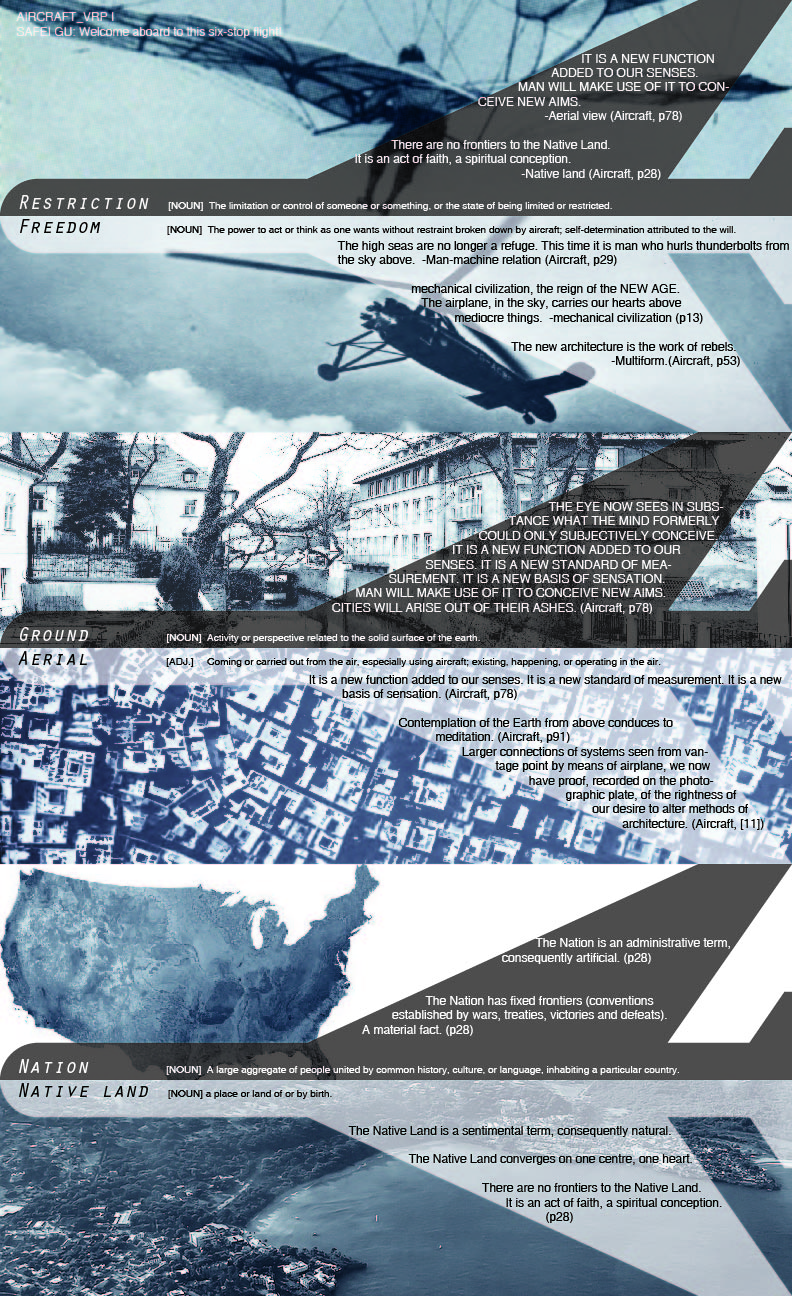 AIRCRAFT_VRP I
SAFEI GU: Welcome aboard to this six-stop flight!
IT IS A NEW FUNCTION
ADDED TO OUR SENSES.
MAN WILL MAKE USE OF IT TO CON-
CEIVE NEW AIMS.
-Aerial view (Aircraft, p78)
There are no frontiers to the Native Land.
It is an act of faith, a spiritual conception.
-Native land (Aircraft, p28)
RESTRICTION [NOUN] The limitation or control of someone or something, or the state of being limited or restricted.
FREEDOM [NOUN] The power to act or think as one wants without restraint broken down by aircraft; self-determination attributed to the will.
The high seas are no longer a refuge. This time it is man who hurls thunderbolts from
the sky above. -Man-machine relation (Aircraft, p29)
mechanical civilization, the reign of the NEW AGE.
The airplane, in the sky, carries our hearts above
mediocre things. -mechanical civilization (p13)
The new architecture is the work of rebels.
-Multiform.(Aircraft, p53)
THE EYE NOW SEES IN SUBS-
TANCE WHAT THE MIND FORMERLY
COULD ONLY SUBJECTIVELY CONCEIVE.
IT IS A NEW FUNCTION ADDED TO OUR
SENSES. IT IS A NEW STANDARD OF MEA-
SUREMENT. IT IS A NEW BASIS OF SENSATION.
MAN WILL MAKE USE OF IT TO CONCEIVE NEW AIMS.
CITIES WILL ARISE OUT OF THEIR ASHES. (Aircraft, p78)
GROUND [NOUN] Activity or perspective related to the solid surface of the earth.
AERIAL [ADJ.] Coming or carried out from the air, especially using aircraft; existing, happening, or operating in the air.
It is a new function added to our senses. It is a new standard of measurement. It is a new
basis of sensation. (Aircraft, p78)
Contemplation of the Earth from above conduces to
meditation. (Aircraft, p91)
Larger connections of systems seen from van-
tage point by means of airplane, we now
have proof, recorded on the photo-
graphic plate, of the rightness of
our desire to alter methods of
architecture. (Aircraft, [11])
The Nation is an administrative term,
consequently artificial. (p28)
The Nation has fixed frontiers (conventions
established by wars, treaties, victories and defeats).
A material fact. (p28)
NATION [NOUN] A large aggregate of people united by common history, culture, or language, inhabiting a particular country.
NATIVE LAND [NOUN] a place or land of or by birth.
The Native Land is a sentimental term, consequently natural.
The Native Land converges on one centre, one heart.
There are no frontiers to the Native Land.
It is an act of faith, a spiritual conception.
(p28)